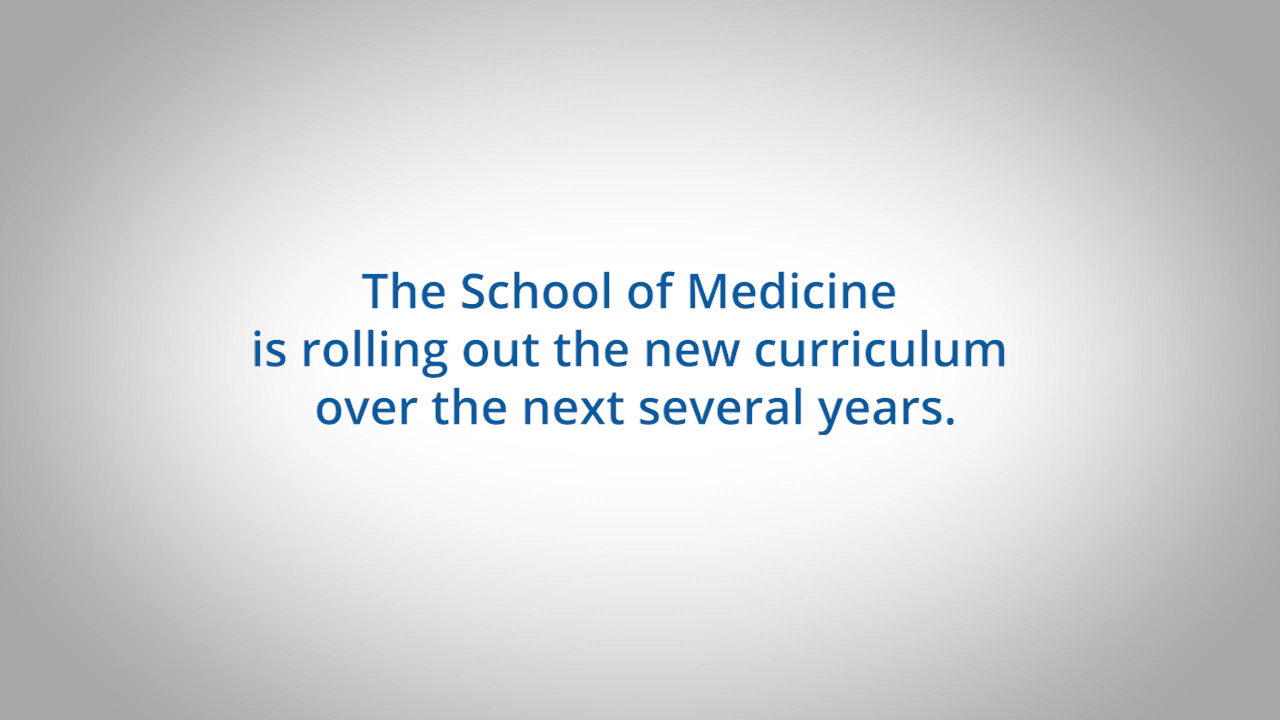 The School of Medicine
is rolling out the new curriculum
over the next several years.